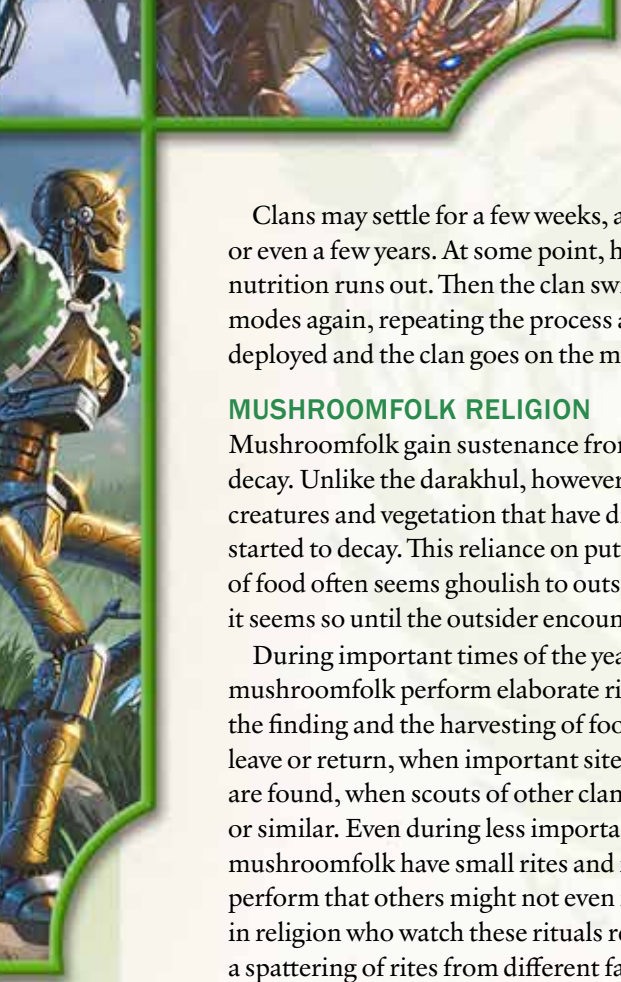 Clans may settle for a few weeks, a
or even a few years. At some point, h
nutrition runs out. Then the clan swi
modes again, repeating the process a
deployed and the clan goes on the m
MUSHROOMFOLK RELIGION
Mushroomfolk gain sustenance from
decay. Unlike the darakhul, however
creatures and vegetation that have d
started to decay. This reliance on put
of food often seems ghoulish to outs
it seems so until the outsider encoun
During important times of the yea
mushroomfolk perform elaborate ri
the finding and the harvesting of foo
leave or return, when important site
are found, when scouts of other clan
or similar. Even during less importa
mushroomfolk have small rites and
perform that others might not even
in religion who watch these rituals re
a spattering of rites from different fa